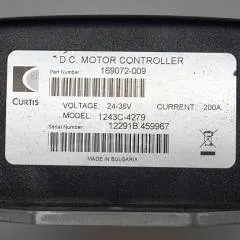 D.C. MOTOR CONTROLLER
Part Number: 169072-009
CURTIS
VOLTAGE: 24-36V CURRENT: 200A
MODEL: 1243C-4279
Serial Number: 12291B.459967
MADE IN BULGARIA